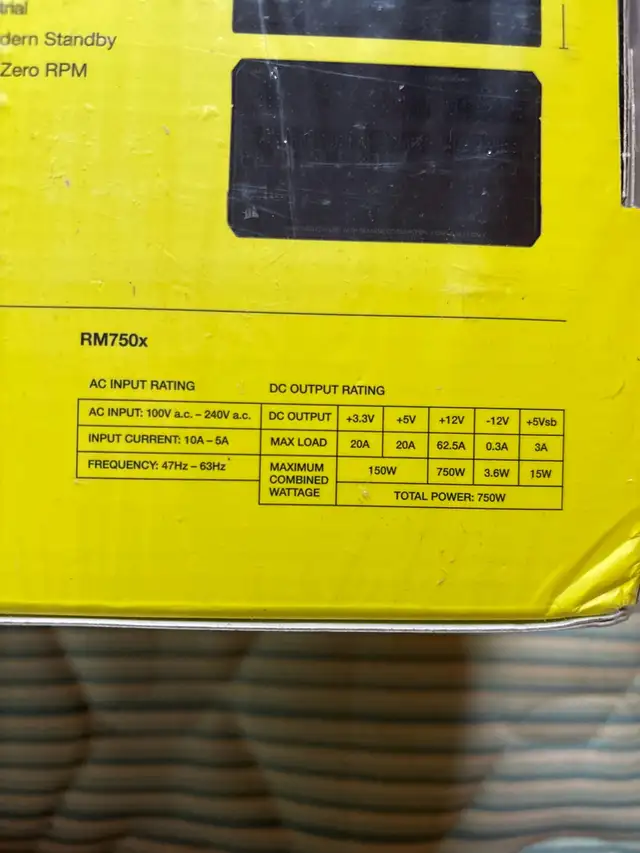 trial
dern Standby
Zero RPM
RM750x
AC INPUT RATING
DC OUTPUT RATING
AC INPUT: 100V a.c. – 240V a.c. DC OUTPUT +3.3V +5V +12V -12V +5Vsb
INPUT CURRENT: 10A – 5A MAX LOAD 20A 20A 62.5A 0.3A 3A
FREQUENCY: 47Hz – 63Hz MAXIMUM COMBINED WATTAGE 150W 750W 3.6W 15W
TOTAL POWER: 750W